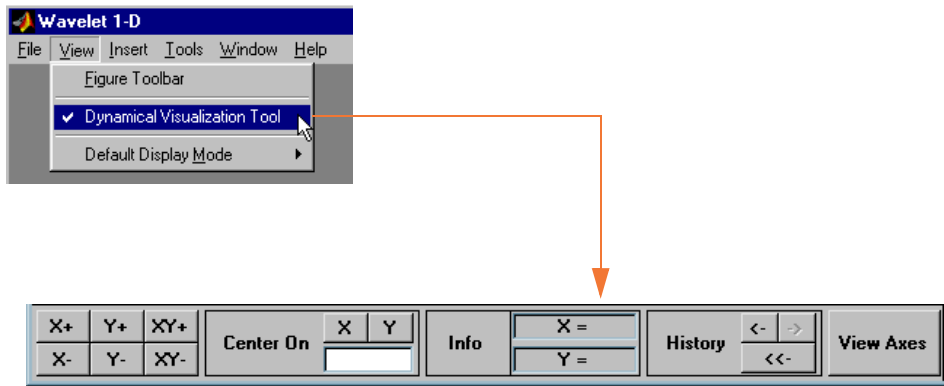 Wavelet 1-D
File View Insert Tools Window Help
Figure Toolbar
Dynamical Visualization Tool
Default Display Mode
X+ Y+ XY+ Center On X Y Info X = History <- -> View Axes
X- Y- XY- Y = <<-